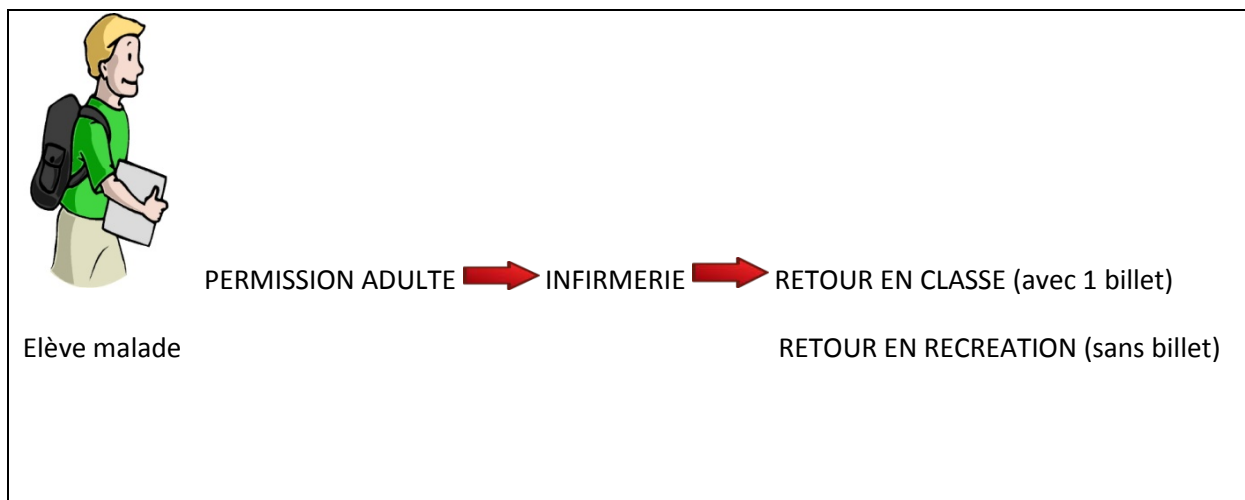 PERMISSION ADULTE INFIRMERIE RETOUR EN CLASSE (avec 1 billet)
Elève malade RETOUR EN RECREATION (sans billet)